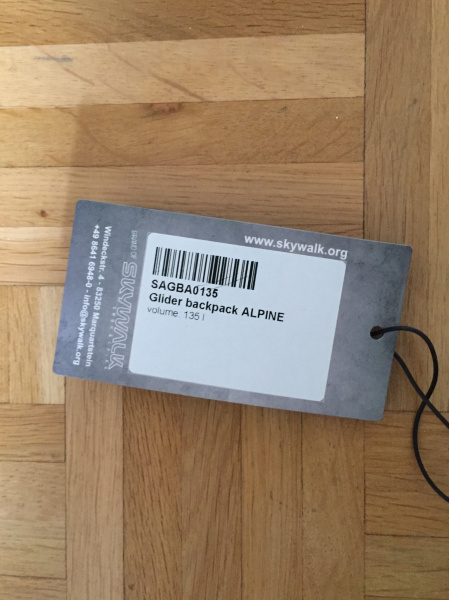 www.skywalk.org
SAGBA0135
Glider backpack ALPINE
volume: 135 l
SKYWALK
Windeckstr. 4 - 83250 Marquartstein
+49 8641 6948-0 - info@skywalk.org